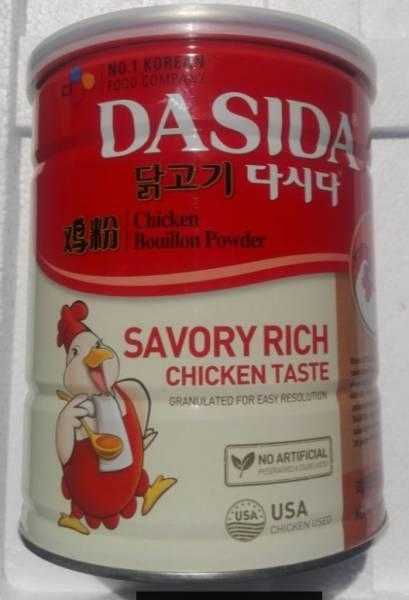 CJ
NO.1 KOREAN
FOOD COMPANY
DASIDA®
닭고기 다시다
鸡粉
Chicken
Bouillon Powder
SAVORY RICH
CHICKEN TASTE
GRANULATED FOR EASY RESOLUTION
NO ARTIFICIAL
USA
USA
CHICKEN USED